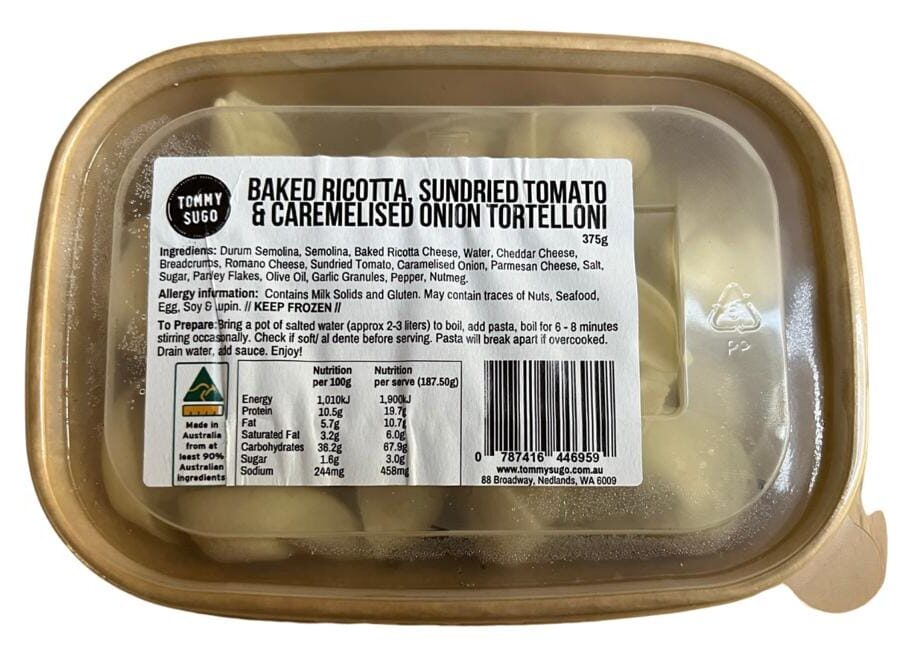 TOMMY
SUGO
BAKED RICOTTA, SUNDRIED TOMATO
& CAREMELISED ONION TORTELLONI
375g
Ingrediens: Durum Semolina, Semolina, Baked Ricotta Cheese, Water, Cheddar Cheese,
Breadcrumbs, Romano Cheese, Sundried Tomato, Caramelised Onion, Parmesan Cheese, Salt,
Sugar, Parsley Flakes, Olive Oil, Garlic Granules, Pepper, Nutmeg.
Allergy information: Contains Milk Solids and Gluten. May contain traces of Nuts, Seafood,
Egg, Soy & Lupin. // KEEP FROZEN //
To Prepare: Bring a pot of salted water (approx 2-3 liters) to boil, add pasta, boil for 6 - 8 minutes
stirring occasionally. Check if soft/ al dente before serving. Pasta will break apart if overcooked.
Drain water, add sauce. Enjoy!
Made in
Australia
from at
least 90%
Australian
ingredients
Nutrition per 100g Nutrition per serve (187.50g)
Energy 1,010kJ 1,900kJ
Protein 10.5g 19.7g
Fat 5.7g 10.7g
Saturated Fat 3.2g 6.0g
Carbohydrates 36.2g 67.9g
Sugar 1.6g 3.0g
Sodium 244mg 458mg
0 787416 446959
www.tommysugo.com.au
88 Broadway, Nedlands, WA 6009